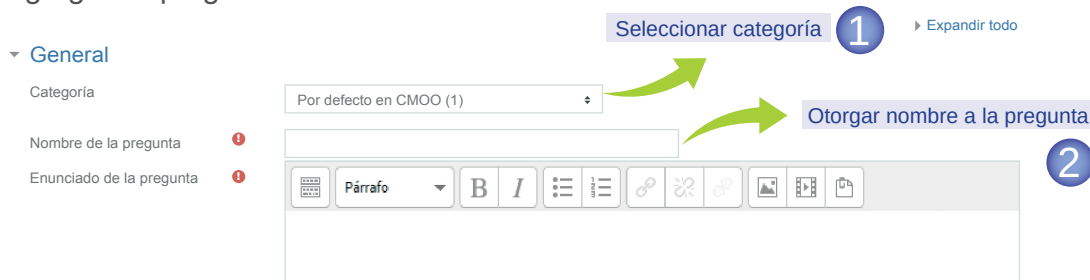 Seleccionar categoría 1
Expandir todo
General
Categoría
Por defecto en CMOO (1)
Otorgar nombre a la pregunta
2
Nombre de la pregunta
Enunciado de la pregunta
Párrafo
B I